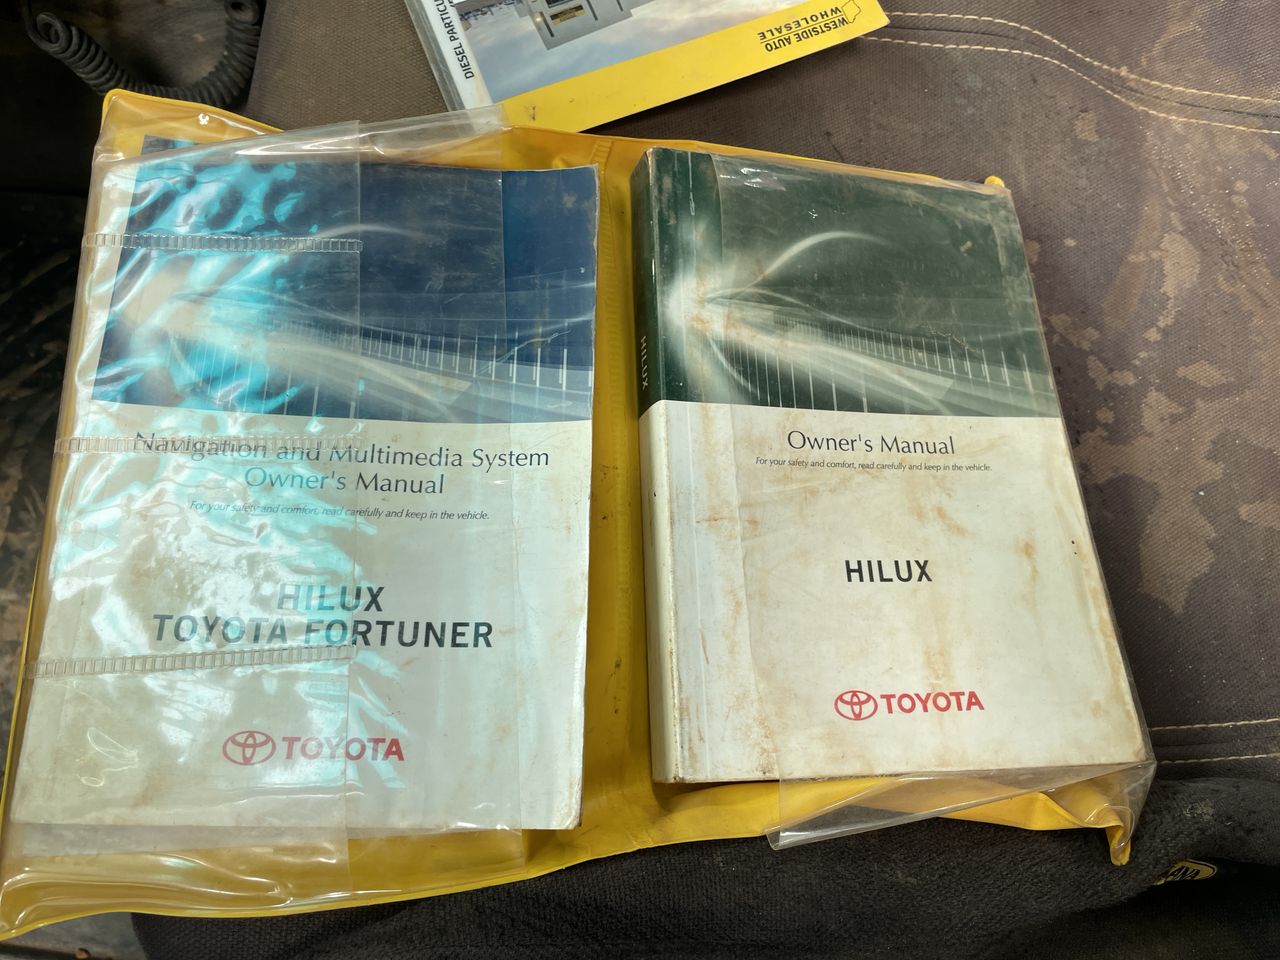 DIESEL PARTICU
WESTSIDE AUTO
WHOLESALE
Navigation and Multimedia System
Owner's Manual
For your safety and comfort, read carefully and keep in the vehicle.
HILUX
TOYOTA FORTUNER
TOYOTA
HILUX
Owner's Manual
For your safety and comfort, read carefully and keep in the vehicle.
HILUX
TOYOTA